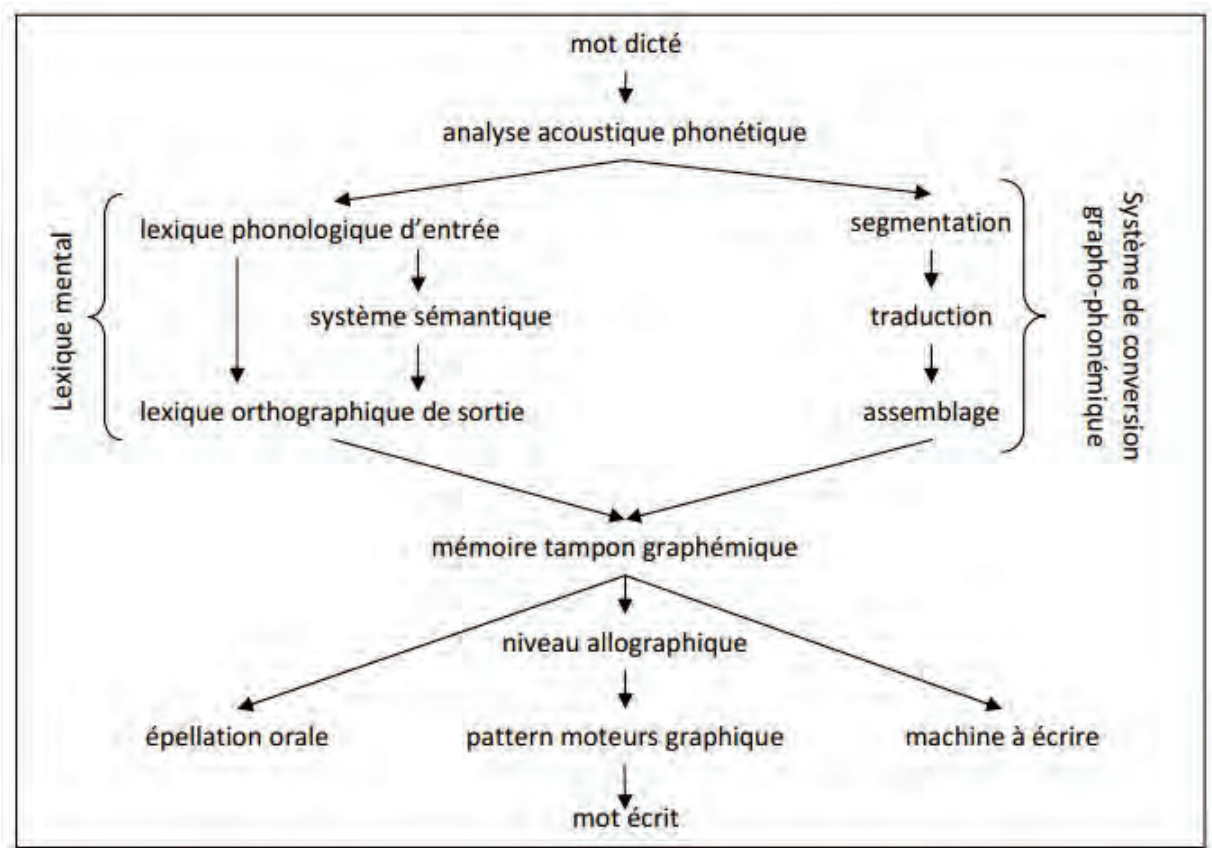 mot dicté
analyse acoustique phonétique
lexique phonologique d'entrée
segmentation
système sémantique
traduction
lexique orthographique de sortie
assemblage
Lexique mental
Système de conversion
grapho-phonémique
mémoire tampon graphémique
niveau allographique
épellation orale
pattern moteurs graphique
machine à écrire
mot écrit